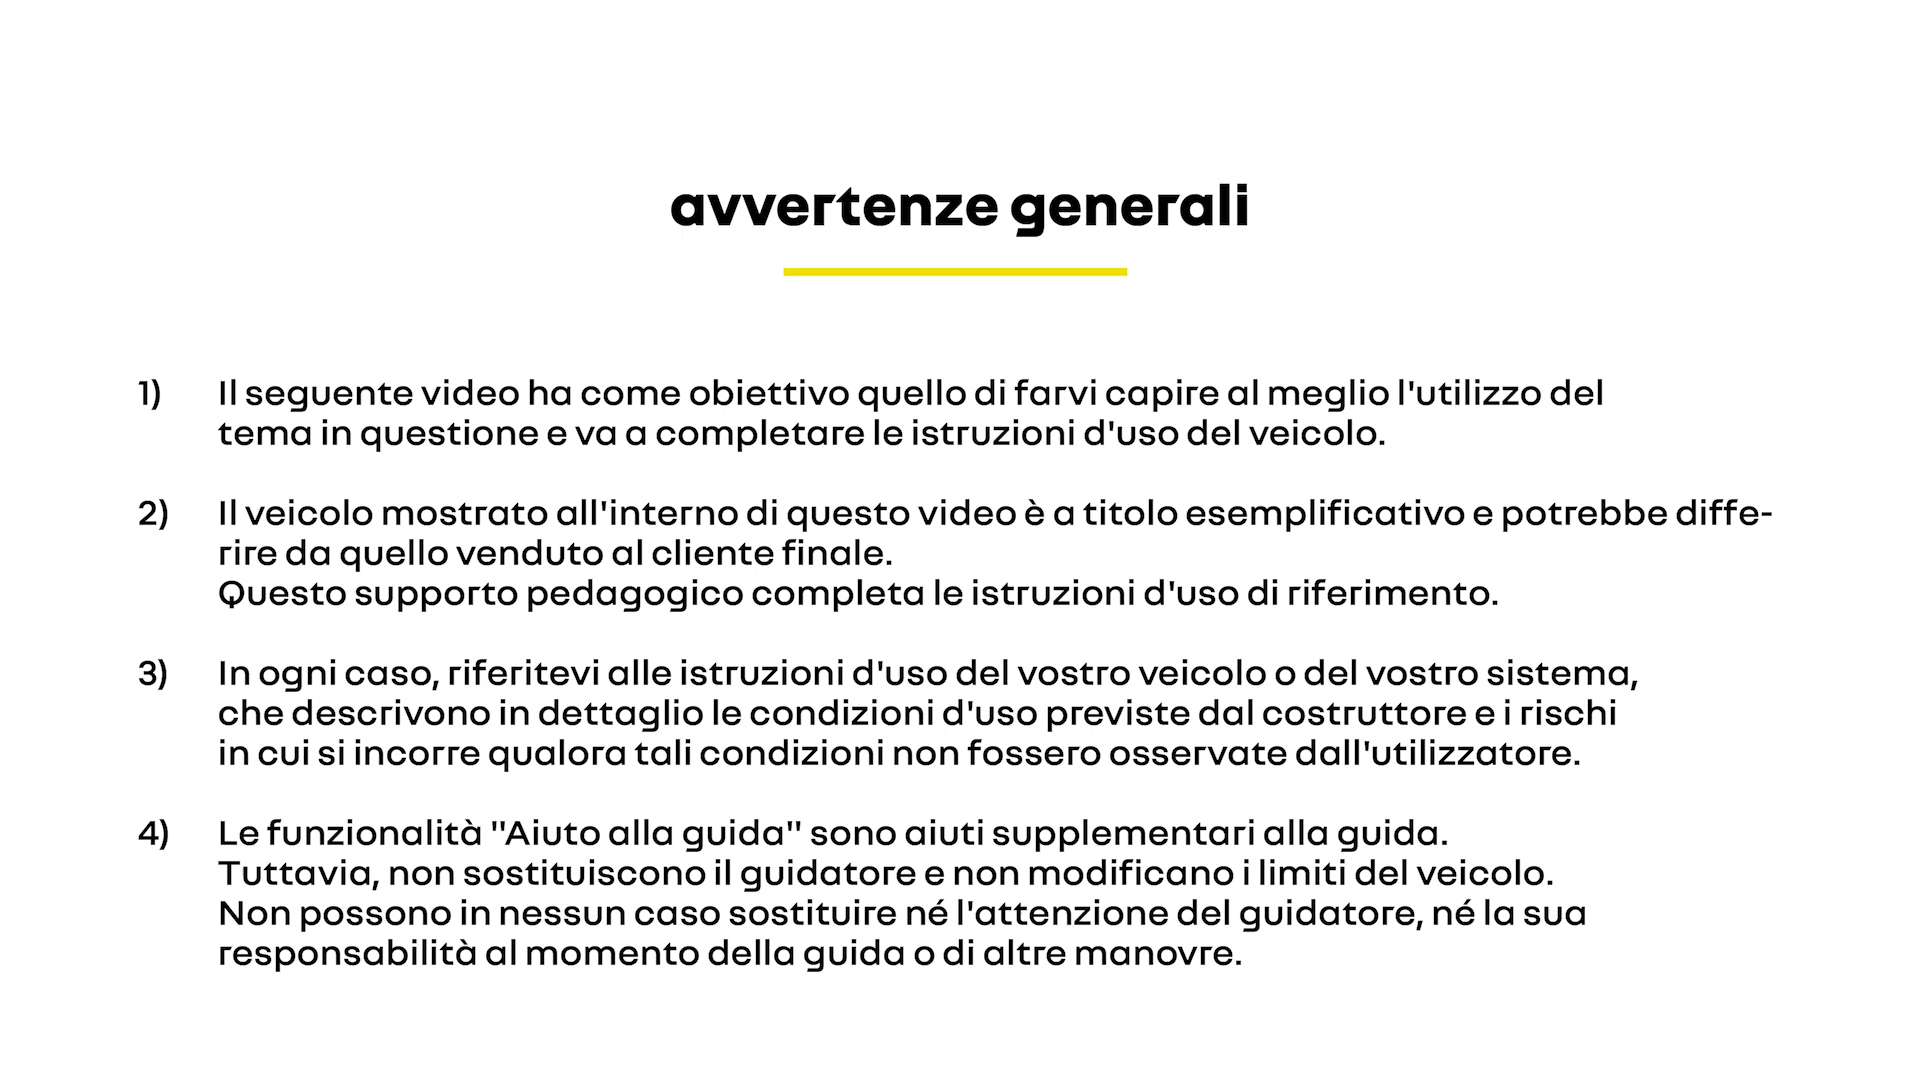 avvertenze generali
1) Il seguente video ha come obiettivo quello di farvi capire al meglio l'utilizzo del
tema in questione e va a completare le istruzioni d'uso del veicolo.
2) Il veicolo mostrato all'interno di questo video è a titolo esemplificativo e potrebbe diffe-
rire da quello venduto al cliente finale.
Questo supporto pedagogico completa le istruzioni d'uso di riferimento.
3) In ogni caso, riferitevi alle istruzioni d'uso del vostro veicolo o del vostro sistema,
che descrivono in dettaglio le condizioni d'uso previste dal costruttore e i rischi
in cui si incorre qualora tali condizioni non fossero osservate dall'utilizzatore.
4) Le funzionalità "Aiuto alla guida" sono aiuti supplementari alla guida.
Tuttavia, non sostituiscono il guidatore e non modificano i limiti del veicolo.
Non possono in nessun caso sostituire né l'attenzione del guidatore, né la sua
responsabilità al momento della guida o di altre manovre.